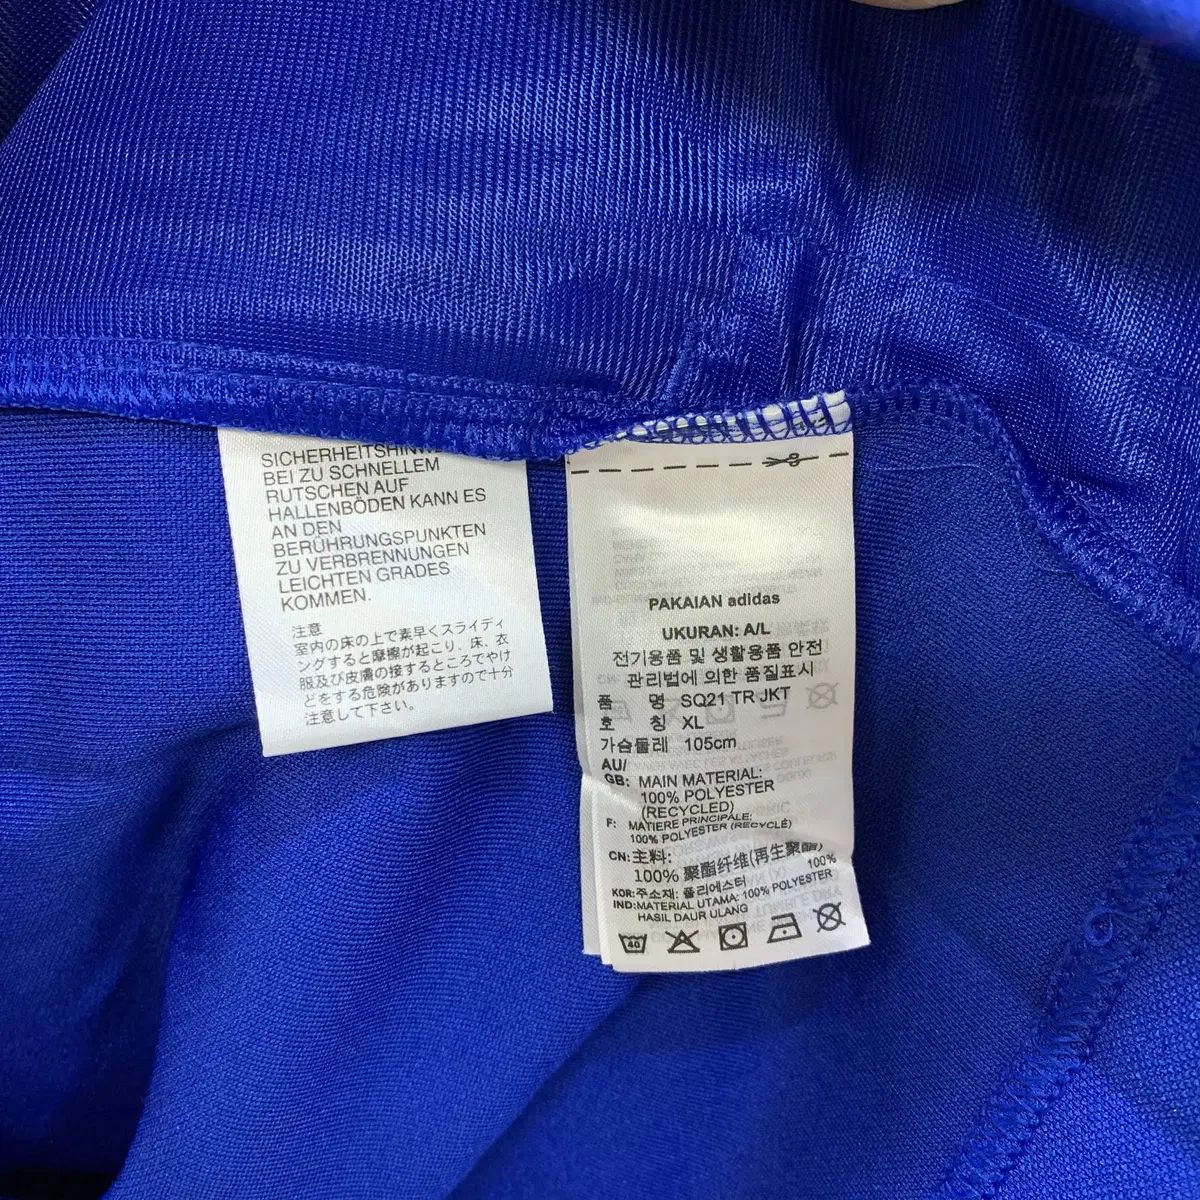 SICHERHEITSHINWEIS
BEI ZU SCHNELLEM
RUTSCHEN AUF
HALLENBÖDEN KANN ES
AN DEN
BERÜHRUNGSPUNKTEN
ZU VERBRENNUNGEN
LEICHTEN GRADES
KOMMEN.
注意
室内の床の上で素早くスライディ
ングすると摩擦が起こり、床、衣
服及び皮膚の接するところでやけ
どをする危険がありますので十分
注意して下さい。
PAKAIAN adidas
UKURAN: A/L
전기용품 및 생활용품 안전
관리법에 의한 품질표시
품 명 SQ21 TR JKT
호 칭 XL
가슴둘레 105cm
AU/
GB: MAIN MATERIAL:
100% POLYESTER
(RECYCLED)
F: MATIERE PRINCIPALE:
100% POLYESTER (RECYCLÉ)
CN: 主料:
100% 聚酯纤维(再生聚酯)
KOR: 주소재: 폴리에스터 100%
IND: MATERIAL UTAMA: 100% POLYESTER
HASIL DAUR ULANG
40